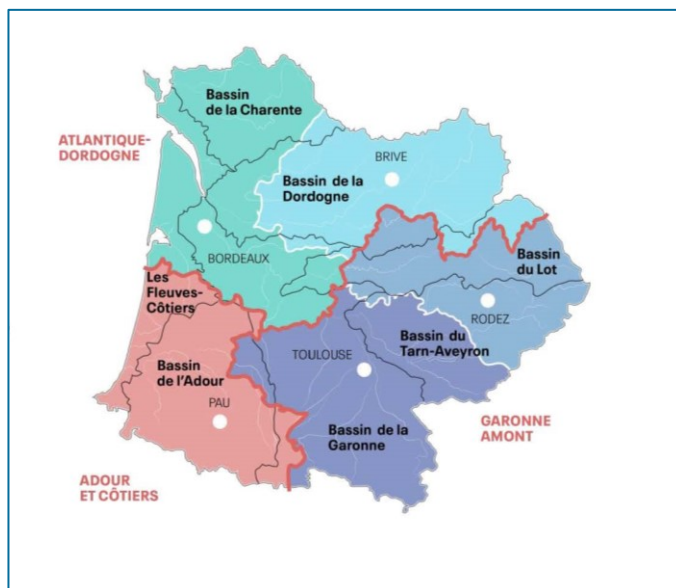 Bassin
de la Charente
ATLANTIQUE-
DORDOGNE
BRIVE
Bassin de la
Dordogne
BORDEAUX
Bassin
du Lot
Les
Fleuves-
Côtiers
RODEZ
Bassin du
Tarn-Aveyron
TOULOUSE
Bassin
de l'Adour
PAU
Bassin de la
Garonne
GARONNE
AMONT
ADOUR
ET CÔTIERS